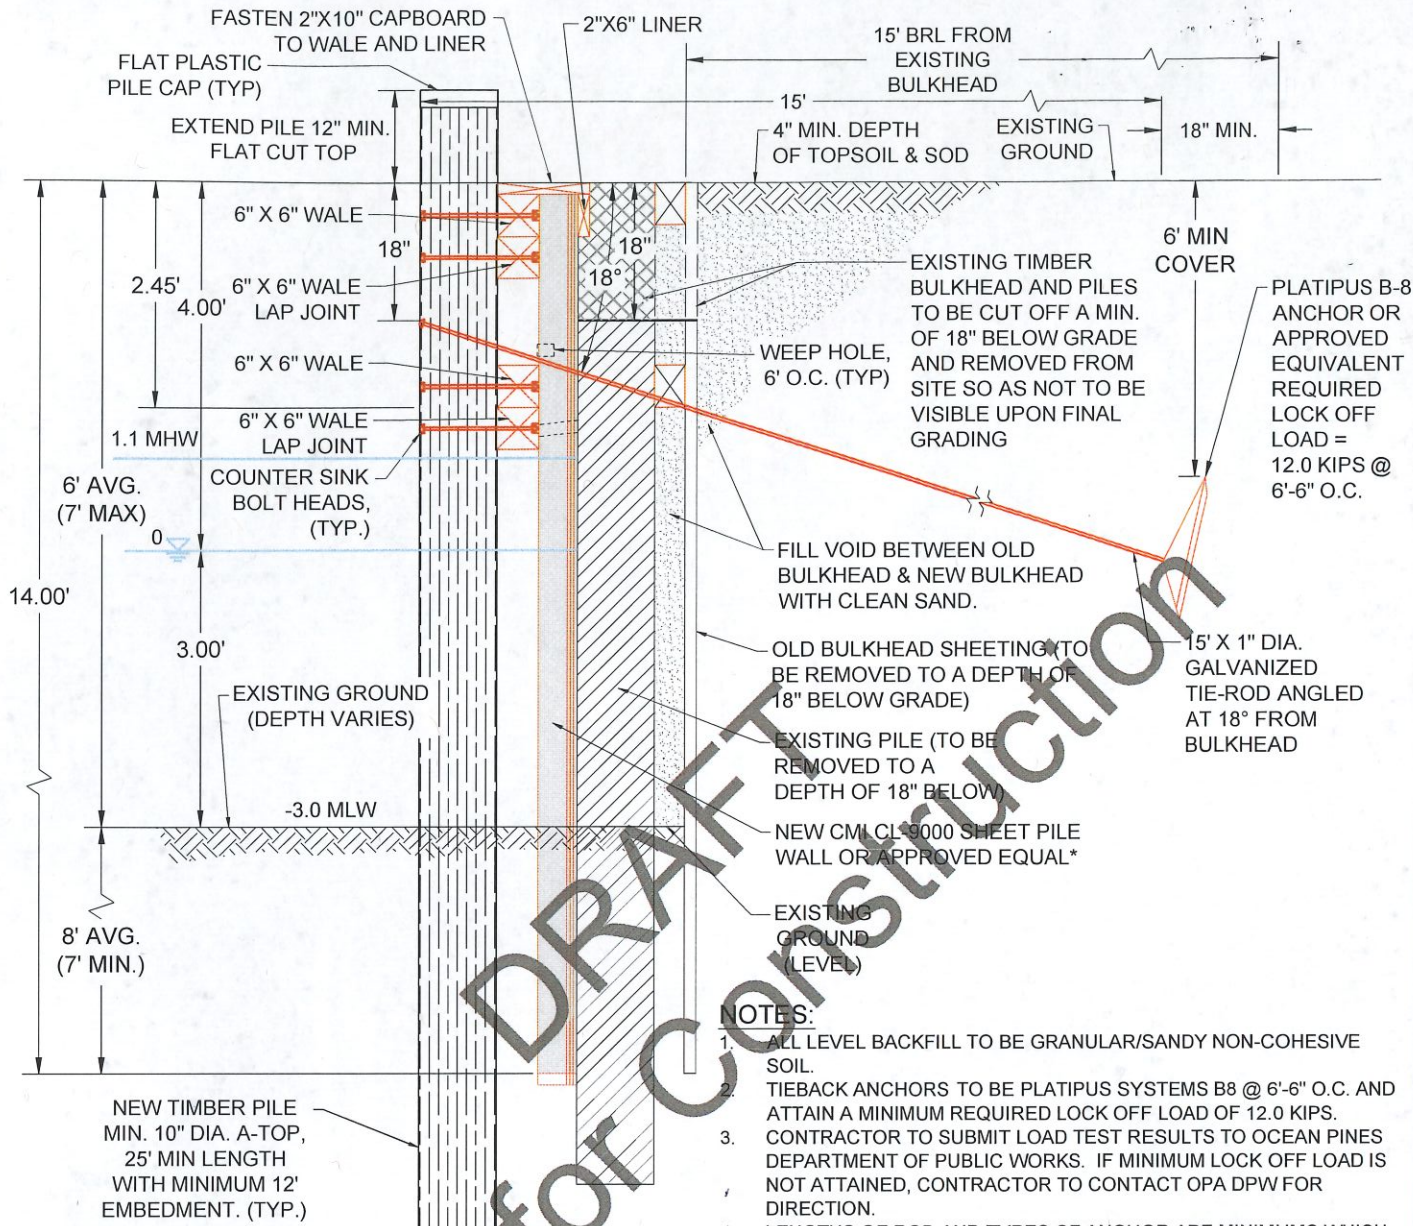 FASTEN 2"X10" CAPBOARD
TO WALE AND LINER
2"X6" LINER
15' BRL FROM
EXISTING
BULKHEAD
FLAT PLASTIC
PILE CAP (TYP)
15'
EXTEND PILE 12" MIN.
FLAT CUT TOP
4" MIN. DEPTH
OF TOPSOIL & SOD
EXISTING
GROUND
18" MIN.
6" X 6" WALE
18"
18"
18°
6' MIN
COVER
2.45'
4.00'
6" X 6" WALE
LAP JOINT
EXISTING TIMBER
BULKHEAD AND PILES
TO BE CUT OFF A MIN.
OF 18" BELOW GRADE
AND REMOVED FROM
SITE SO AS NOT TO BE
VISIBLE UPON FINAL
GRADING
PLATIPUS B-8
ANCHOR OR
APPROVED
EQUIVALENT
REQUIRED
LOCK OFF
LOAD =
12.0 KIPS @
6'-6" O.C.
WEEP HOLE,
6' O.C. (TYP)
6" X 6" WALE
6" X 6" WALE
LAP JOINT
1.1 MHW
COUNTER SINK
BOLT HEADS,
(TYP.)
6' AVG.
(7' MAX)
0
FILL VOID BETWEEN OLD
BULKHEAD & NEW BULKHEAD
WITH CLEAN SAND.
14.00'
3.00'
OLD BULKHEAD SHEETING (TO
BE REMOVED TO A DEPTH OF
18" BELOW GRADE)
15' X 1" DIA.
GALVANIZED
TIE-ROD ANGLED
AT 18° FROM
BULKHEAD
EXISTING GROUND
(DEPTH VARIES)
EXISTING PILE (TO BE
REMOVED TO A
DEPTH OF 18" BELOW)
-3.0 MLW
NEW CMI CL-9000 SHEET PILE
WALL OR APPROVED EQUAL*
EXISTING
GROUND
(LEVEL)
8' AVG.
(7' MIN.)
DRAFT
for Construction
NEW TIMBER PILE
MIN. 10" DIA. A-TOP,
25' MIN LENGTH
WITH MINIMUM 12'
EMBEDMENT. (TYP.)
NOTES:
1. ALL LEVEL BACKFILL TO BE GRANULAR/SANDY NON-COHESIVE
SOIL.
2. TIEBACK ANCHORS TO BE PLATIPUS SYSTEMS B8 @ 6'-6" O.C. AND
ATTAIN A MINIMUM REQUIRED LOCK OFF LOAD OF 12.0 KIPS.
3. CONTRACTOR TO SUBMIT LOAD TEST RESULTS TO OCEAN PINES
DEPARTMENT OF PUBLIC WORKS. IF MINIMUM LOCK OFF LOAD IS
NOT ATTAINED, CONTRACTOR TO CONTACT OPA DPW FOR
DIRECTION.